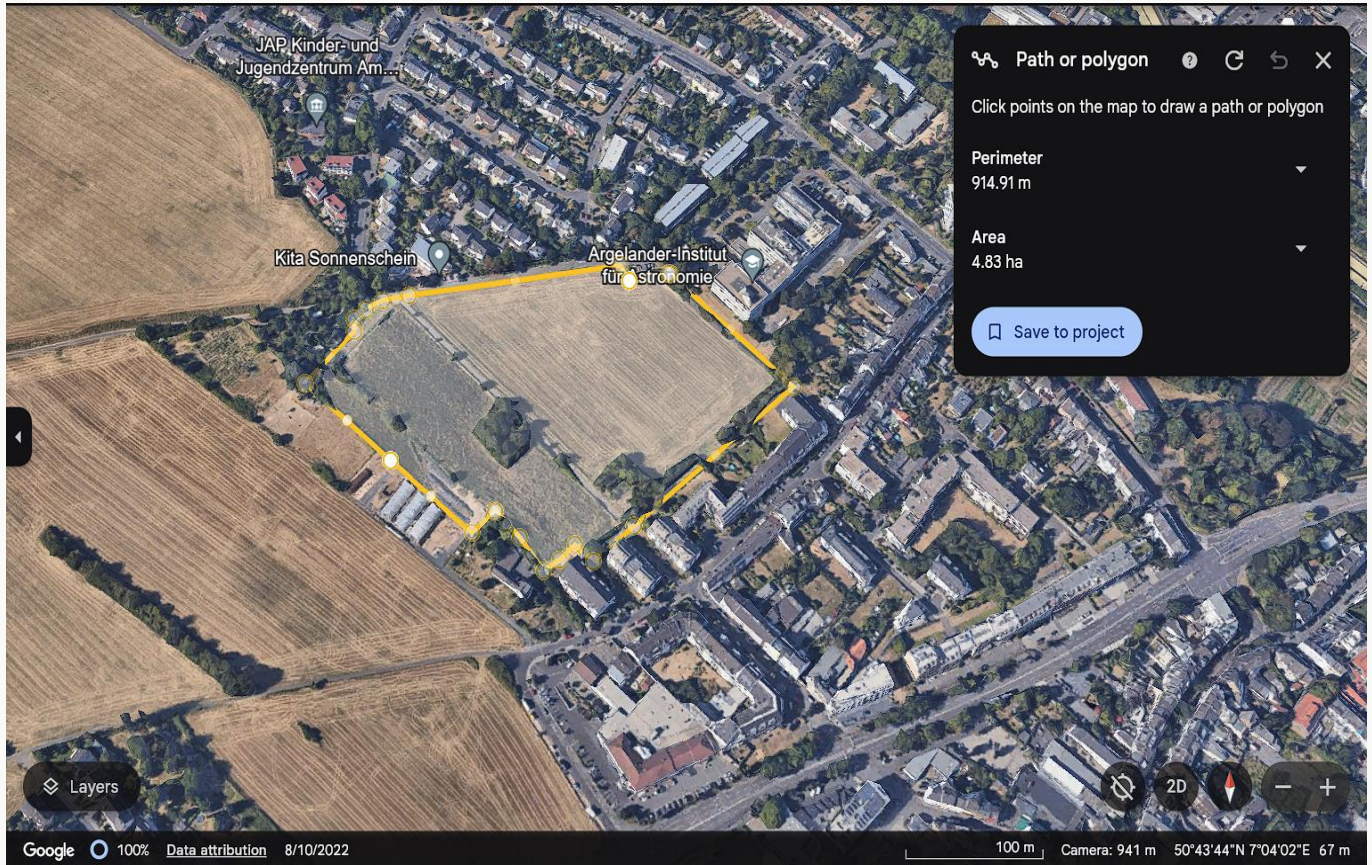 JAP Kinder- und
Jugendzentrum Am...
Kita Sonnenschein
Argelander-Institut
für Astronomie
Path or polygon
Click points on the map to draw a path or polygon
Perimeter
914.91 m
Area
4.83 ha
Save to project
Layers
2D
Google 100% Data attribution 8/10/2022 100 m Camera: 941 m 50°43'44"N 7°04'02"E 67 m